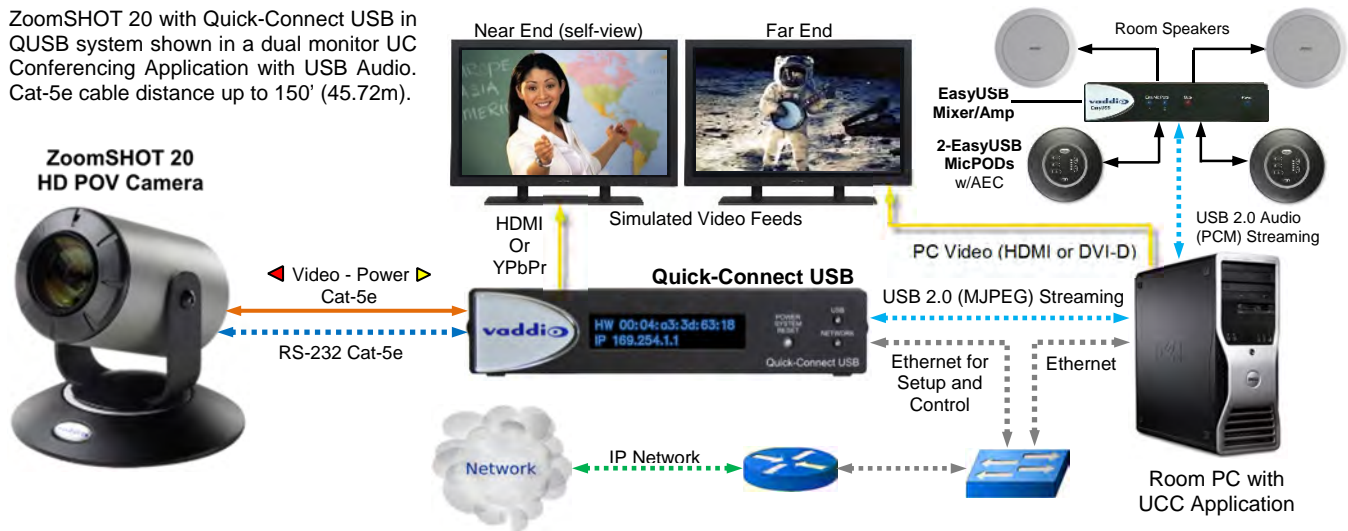 ZoomSHOT 20 with Quick-Connect USB in
QUSB system shown in a dual monitor UC
Conferencing Application with USB Audio.
Cat-5e cable distance up to 150' (45.72m).
Near End (self-view)
Far End
Room Speakers
EasyUSB
Mixer/Amp
vaddio
EasyUSB
2-EasyUSB
MicPODs
w/AEC
ZoomSHOT 20
HD POV Camera
HDMI
Or
YPbPr
Simulated Video Feeds
USB 2.0 Audio
(PCM) Streaming
PC Video (HDMI or DVI-D)
Video - Power
Cat-5e
RS-232 Cat-5e
Quick-Connect USB
vaddio
HW 00:04:a3:3d:63:18
IP 169.254.1.1
POWER
SYSTEM
RESET
USB
NETWORK
Quick-Connect USB
USB 2.0 (MJPEG) Streaming
Ethernet for
Setup and
Control
Ethernet
Network
IP Network
Room PC with
UCC Application